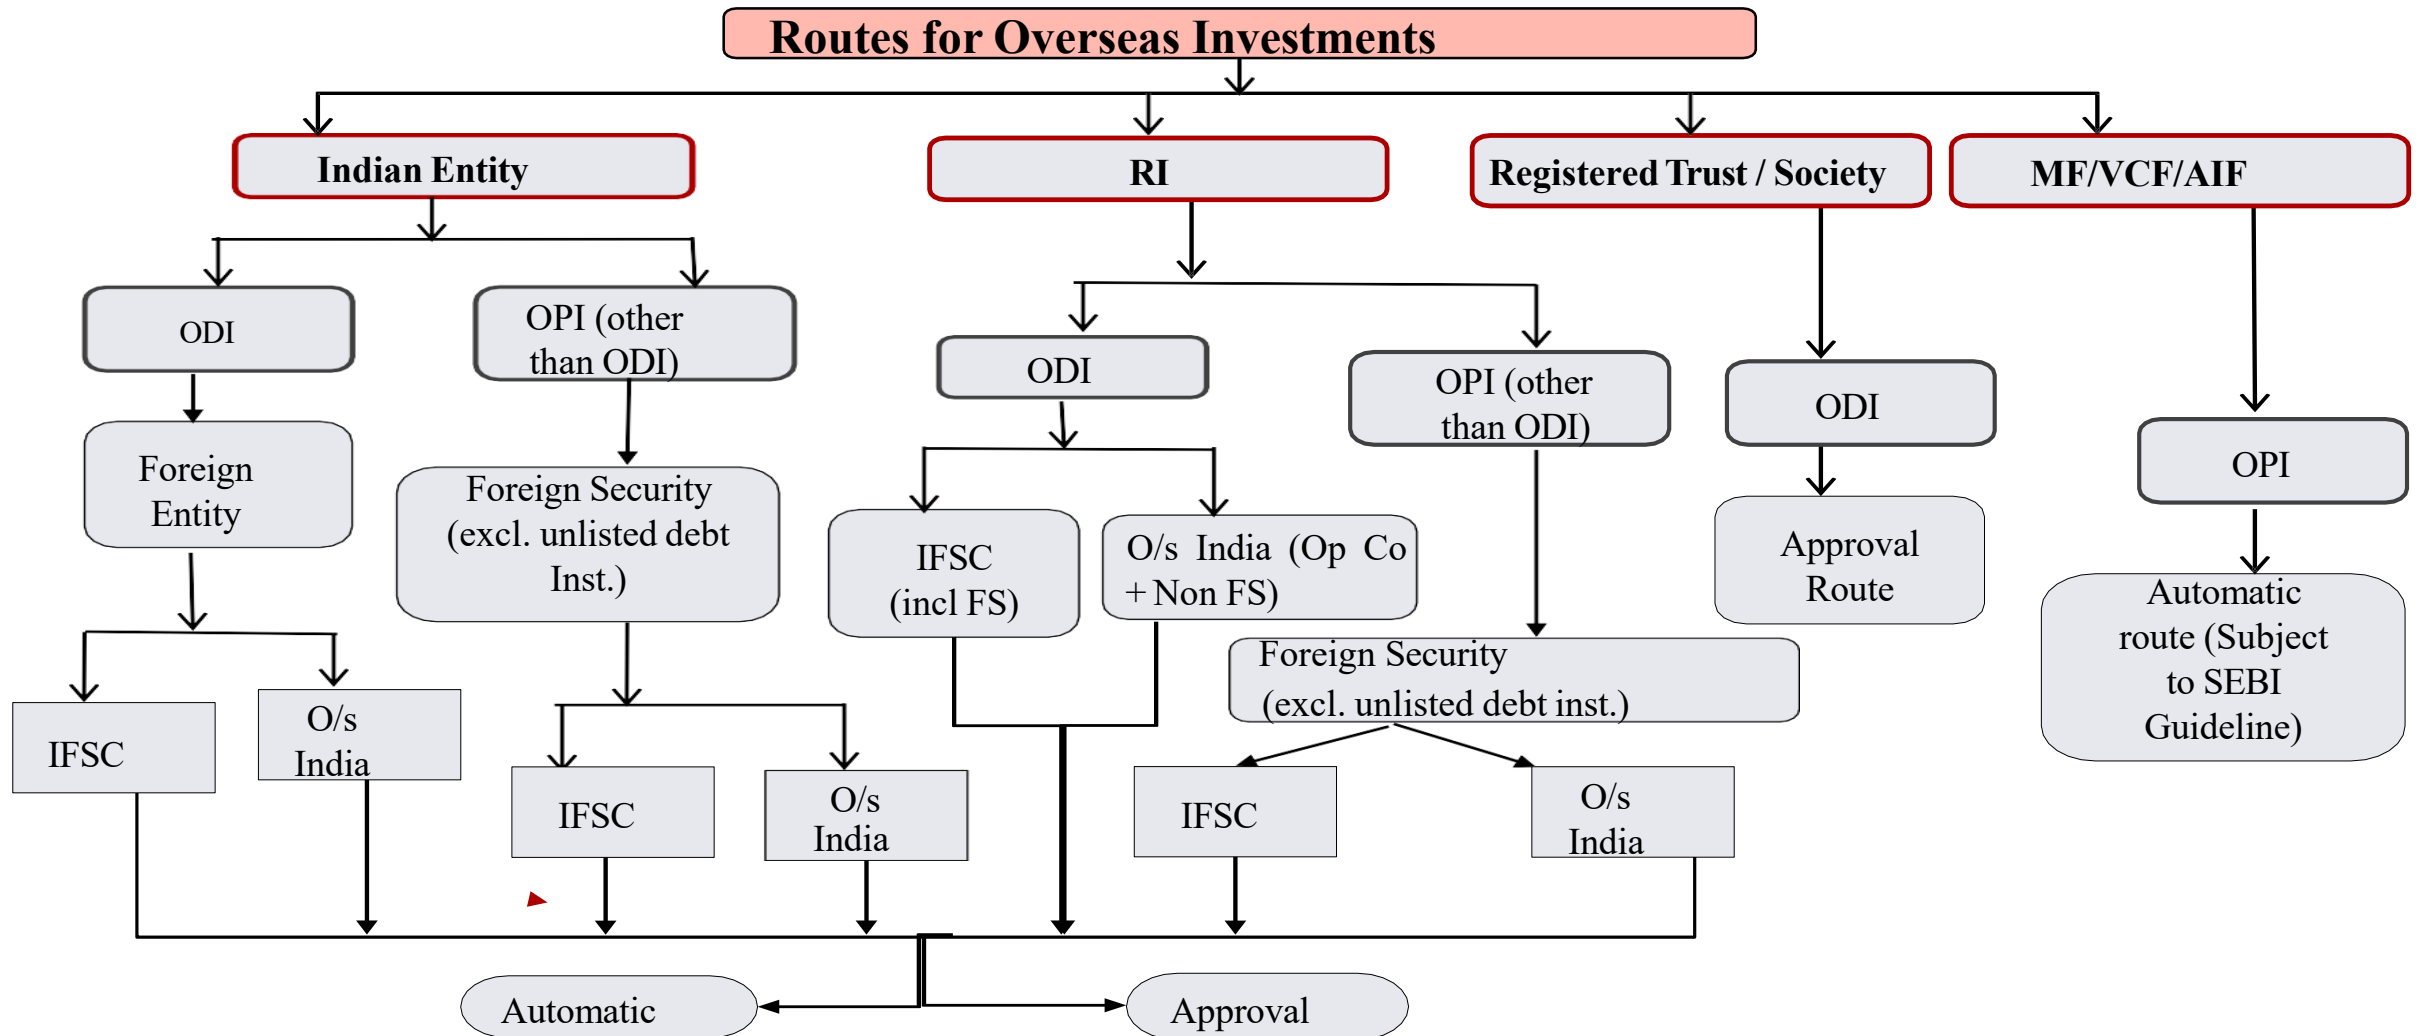 Routes for Overseas Investments
Indian Entity
RI
Registered Trust / Society
MF/VCF/AIF
ODI
OPI (other
than ODI)
ODI
OPI (other
than ODI)
ODI
OPI
Foreign
Entity
Foreign Security
(excl. unlisted debt
Inst.)
IFSC
(incl FS)
O/s India (Op Co
+ Non FS)
Approval
Route
Automatic
route (Subject
to SEBI
Guideline)
Foreign Security
(excl. unlisted debt inst.)
IFSC
O/s
India
IFSC
O/s
India
IFSC
O/s
India
Automatic
Approval